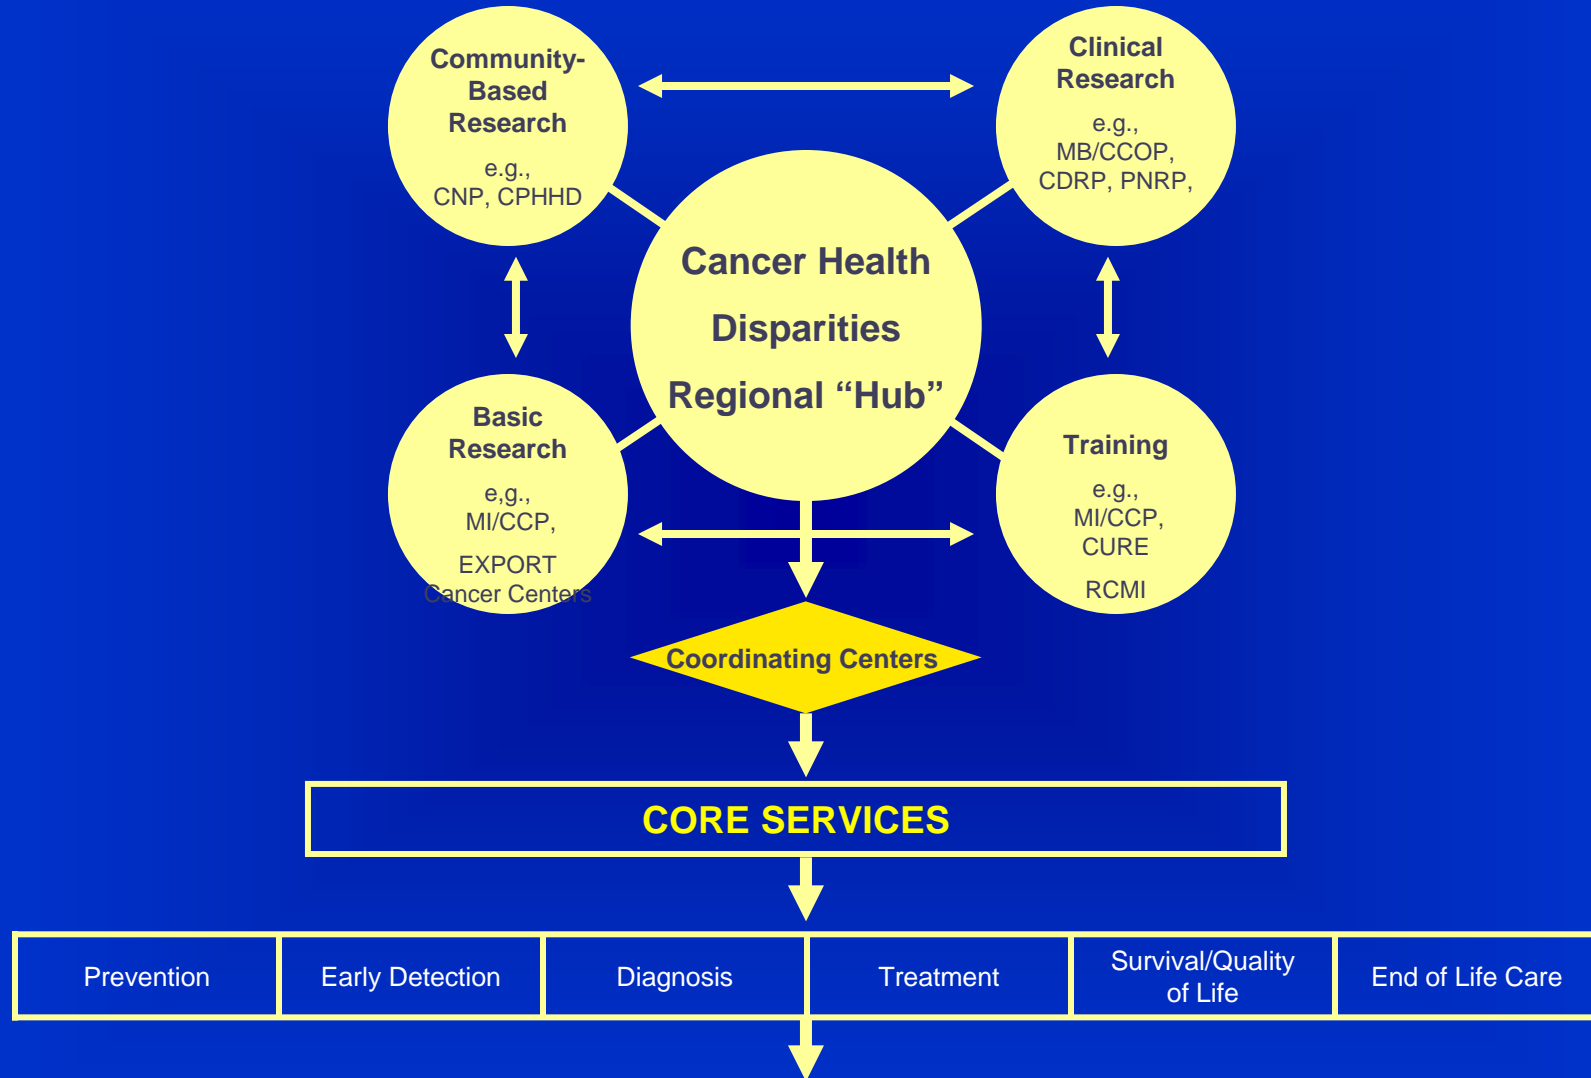 Community-
Based
Research
e.g.,
CNP, CPHHD
Clinical
Research
e.g.,
MB/CCOP,
CDRP, PNRP,
Cancer Health
Disparities
Regional “Hub”
Basic
Research
e,g.,
MI/CCP,
EXPORT
Cancer Centers
Training
e.g.,
MI/CCP,
CURE
RCMI
Coordinating Centers
CORE SERVICES
Prevention
Early Detection
Diagnosis
Treatment
Survival/Quality
of Life
End of Life Care